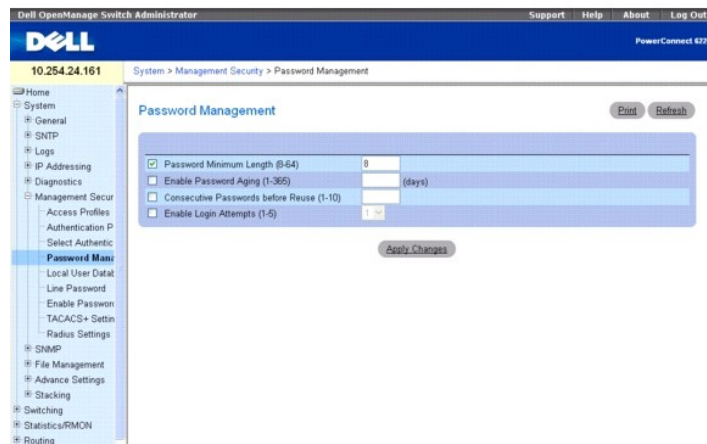 Dell OpenManage Switch Administrator
Support Help About Log Out
DELL
PowerConnect 622
10.254.24.161
System > Management Security > Password Management
Home
System
General
SNTP
Logs
IP Addressing
Diagnostics
Management Secur
Access Profiles
Authentication P
Select Authentic
Password Mana
Local User Datab
Line Password
Enable Passwor
TACACS+ Settin
Radius Settings
SNMP
File Management
Advance Settings
Stacking
Switching
Statistics/RMON
Routing
Password Management
Print Refresh
Password Minimum Length (8-64) 8
Enable Password Aging (1-365) (days)
Consecutive Passwords before Reuse (1-10)
Enable Login Attempts (1-5) 1
Apply Changes